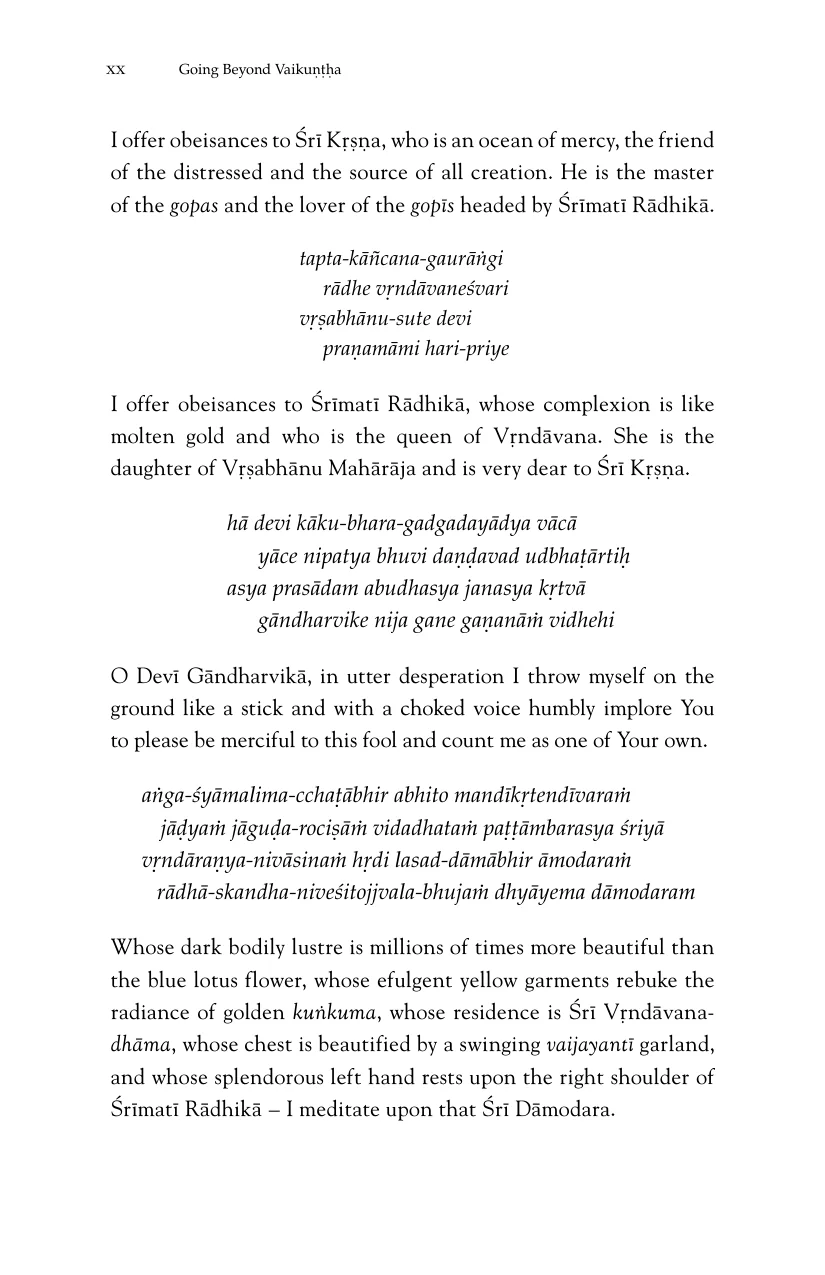 xx Going Beyond Vaikuṇṭha
I offer obeisances to Śrī Kṛṣṇa, who is an ocean of mercy, the friend
of the distressed and the source of all creation. He is the master
of the gopas and the lover of the gopīs headed by Śrīmatī Rādhikā.
tapta-kāñcana-gaurāṅgi
rādhe vṛndāvaneśvari
vṛṣabhānu-sute devi
praṇamāmi hari-priye
I offer obeisances to Śrīmatī Rādhikā, whose complexion is like
molten gold and who is the queen of Vṛndāvana. She is the
daughter of Vṛṣabhānu Mahārāja and is very dear to Śrī Kṛṣṇa.
hā devi kāku-bhara-gadgadayādya vācā
yāce nipatya bhuvi daṇḍavad udbhaṭārtiḥ
asya prasādam abudhasya janasya kṛtvā
gāndharvike nija gane gaṇanāṁ vidhehi
O Devī Gāndharvikā, in utter desperation I throw myself on the
ground like a stick and with a choked voice humbly implore You
to please be merciful to this fool and count me as one of Your own.
aṅga-śyāmalima-cchaṭābhir abhito mandīkṛtendīvaraṁ
jāḍyaṁ jāguḍa-rociṣāṁ vidadhataṁ paṭṭāmbarasya śriyā
vṛndāraṇya-nivāsinaṁ hṛdi lasad-dāmābhir āmodaraṁ
rādhā-skandha-niveśitojjvala-bhujaṁ dhyāyema dāmodaram
Whose dark bodily lustre is millions of times more beautiful than
the blue lotus flower, whose efulgent yellow garments rebuke the
radiance of golden kuṅkuma, whose residence is Śrī Vṛndāvana-
dhāma, whose chest is beautified by a swinging vaijayantī garland,
and whose splendorous left hand rests upon the right shoulder of
Śrīmatī Rādhikā – I meditate upon that Śrī Dāmodara.